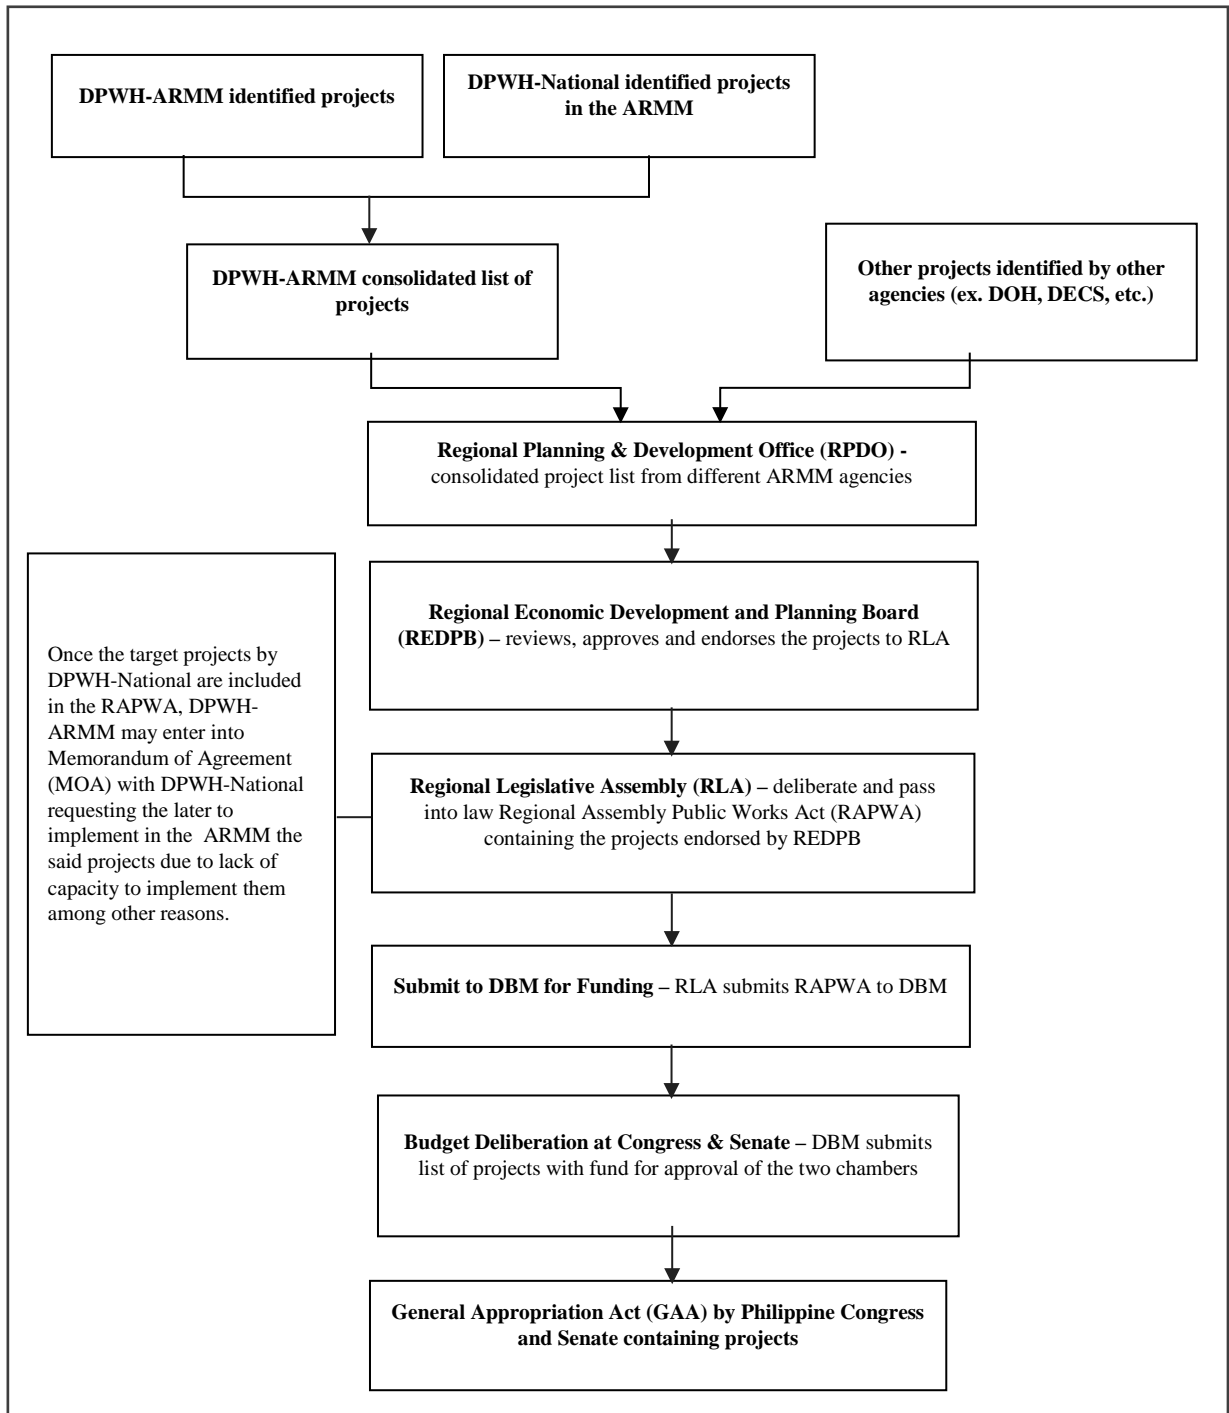 DPWH-ARMM identified projects
DPWH-National identified projects
in the ARMM
DPWH-ARMM consolidated list of
projects
Other projects identified by other
agencies (ex. DOH, DECS, etc.)
Regional Planning & Development Office (RPDO) -
consolidated project list from different ARMM agencies
Regional Economic Development and Planning Board
(REDPB) – reviews, approves and endorses the projects to RLA
Once the target projects by
DPWH-National are included
in the RAPWA, DPWH-
ARMM may enter into
Memorandum of Agreement
(MOA) with DPWH-National
requesting the later to
implement in the  ARMM the
said projects due to lack of
capacity to implement them
among other reasons.
Regional Legislative Assembly (RLA) – deliberate and pass
into law Regional Assembly Public Works Act (RAPWA)
containing the projects endorsed by REDPB
Submit to DBM for Funding – RLA submits RAPWA to DBM
Budget Deliberation at Congress & Senate – DBM submits
list of projects with fund for approval of the two chambers
General Appropriation Act (GAA) by Philippine Congress
and Senate containing projects